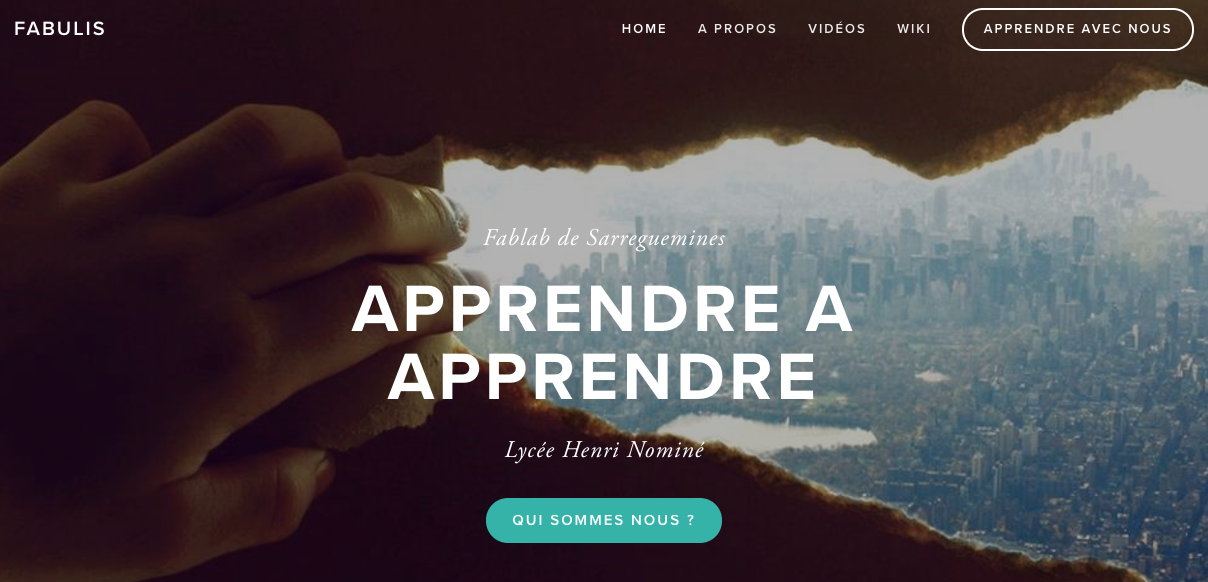 FABULIS
HOME
A PROPOS
VIDÉOS
WIKI
APPRENDRE AVEC NOUS
Fablab de Sarreguemines
APPRENDRE A
APPRENDRE
Lycée Henri Nominé
QUI SOMMES NOUS ?